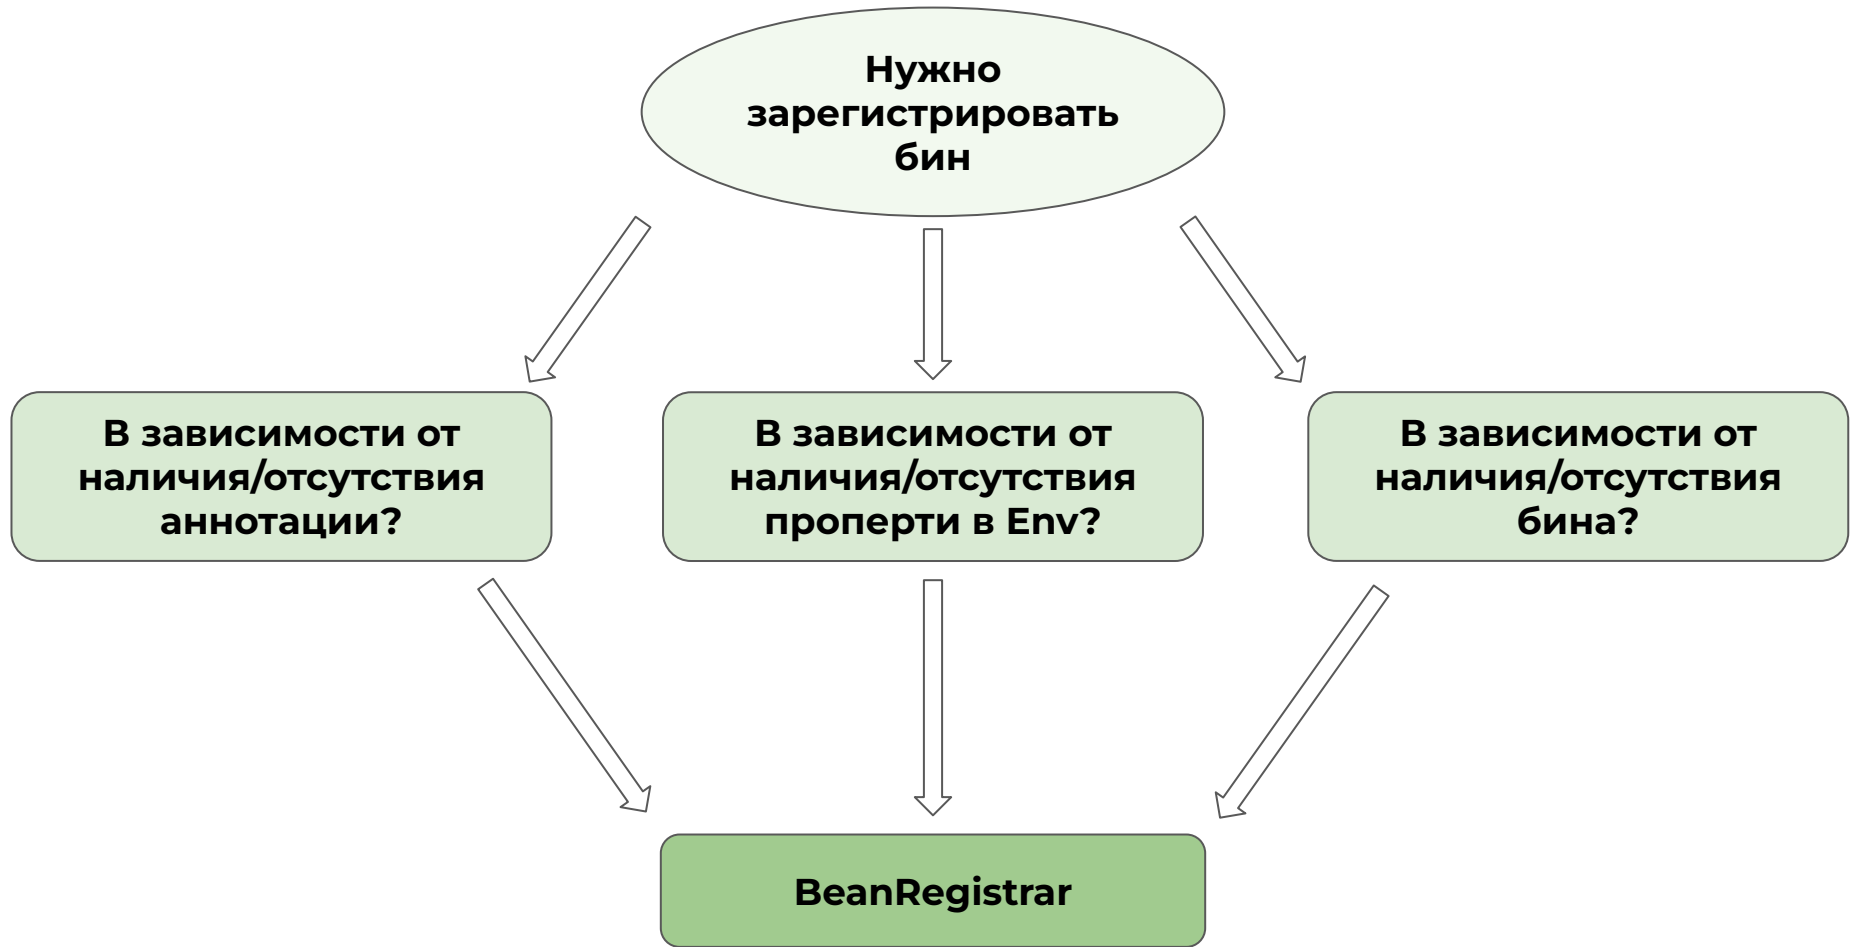 Нужно
зарегистрировать
бин
В зависимости от
наличия/отсутствия
аннотации?
В зависимости от
наличия/отсутствия
проперти в Env?
В зависимости от
наличия/отсутствия
бина?
BeanRegistrar